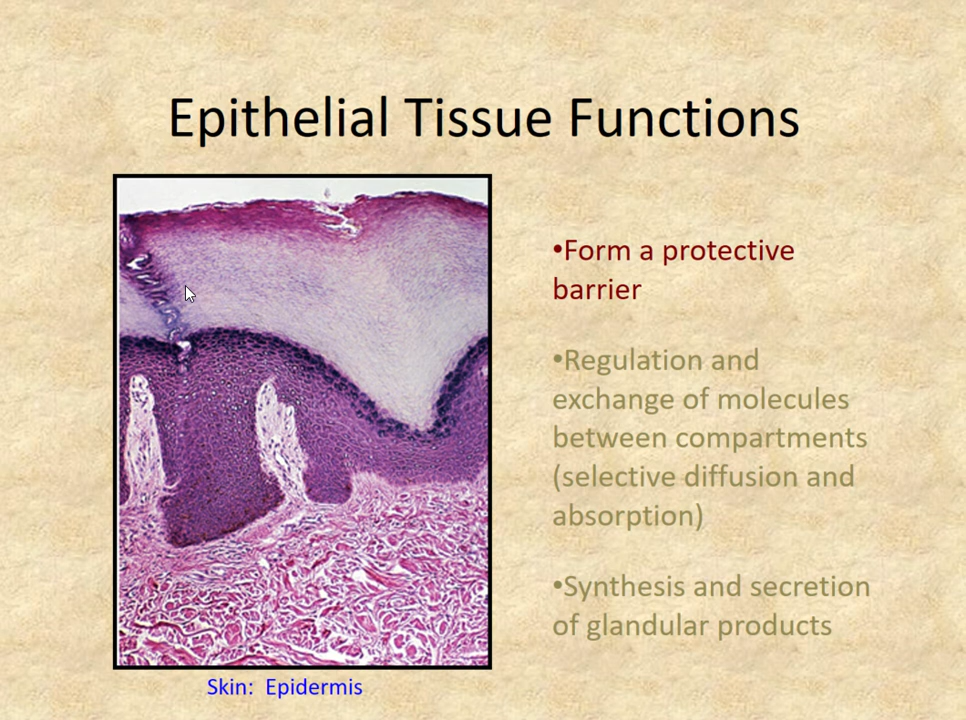 Epithelial Tissue Functions
•Form a protective
barrier
•Regulation and
exchange of molecules
between compartments
(selective diffusion and
absorption)
•Synthesis and secretion
of glandular products
Skin:  Epidermis